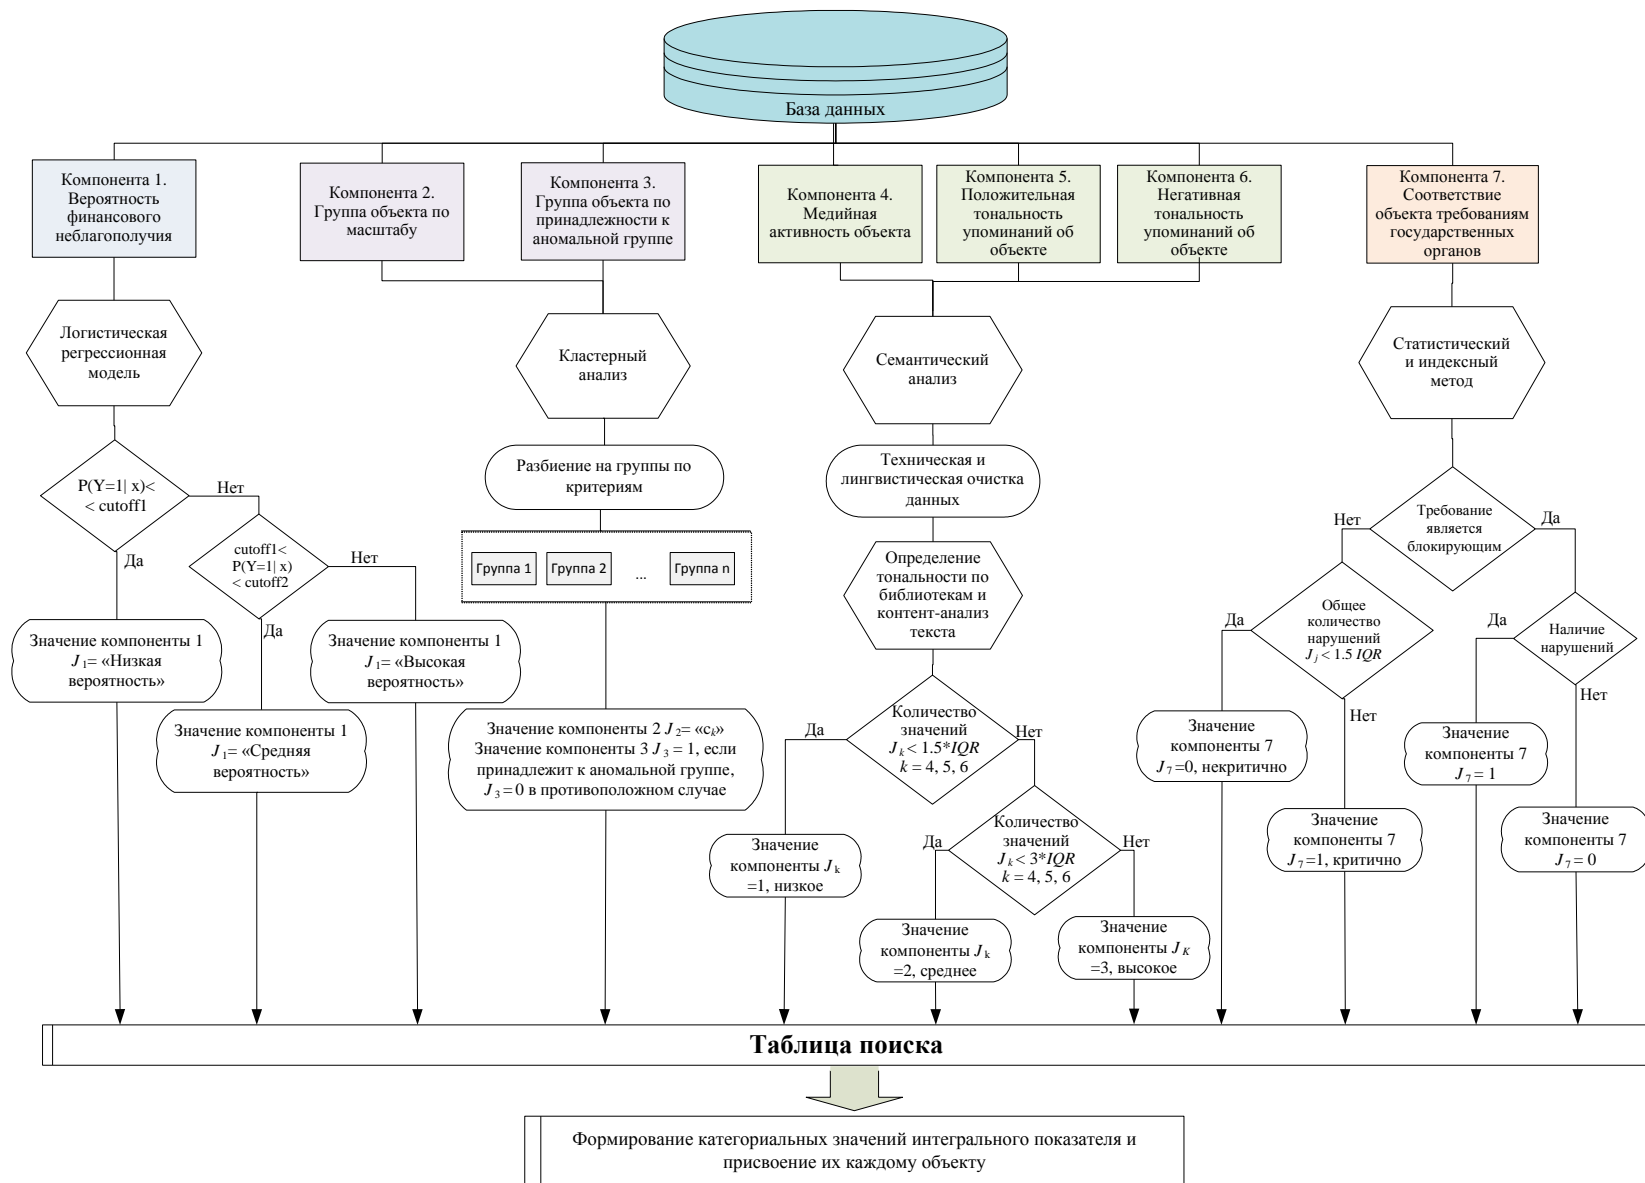 База данных
Компонента 1.
Вероятность
финансового
неблагополучия
Компонента 2.
Группа объекта по
масштабу
Компонента 3.
Группа объекта по
принадлежности к
аномальной группе
Компонента 4.
Медийная
активность объекта
Компонента 5.
Положительная
тональность
упоминаний об
объекте
Компонента 6.
Негативная
тональность
упоминаний об
объекте
Компонента 7.
Соответствие
объекта требованиям
государственных
органов
Логистическая
регрессионная
модель
Кластерный
анализ
Семантический
анализ
Статистический
и индексный
метод
P(Y=1| x)<
< cutoff1
Нет
Да
cutoff1<
P(Y=1| x)
< cutoff2
Нет
Да
Значение компоненты 1
J1= «Низкая
вероятность»
Значение компоненты 1
J1= «Высокая
вероятность»
Значение компоненты 1
J1= «Средняя
вероятность»
Разбиение на группы по
критериям
Группа 1
Группа 2
...
Группа n
Значение компоненты 2 J2= «ck»
Значение компоненты 3 J3 = 1, если
принадлежит к аномальной группе,
J3 = 0 в противоположном случае
Техническая и
лингвистическая очистка
данных
Определение
тональности по
библиотекам и
контент-анализ
текста
Количество
значений
Jk < 1.5*IQR
k = 4, 5, 6
Да
Нет
Значение
компоненты Jk
=1, низкое
Количество
значений
Jk < 3*IQR
k = 4, 5, 6
Да
Нет
Значение
компоненты Jk
=2, среднее
Значение
компоненты JK
=3, высокое
Требование
является
блокирующим
Нет
Да
Общее
количество
нарушений
Jj < 1.5 IQR
Да
Нет
Наличие
нарушений
Да
Нет
Значение
компоненты 7
J7 =0, некритично
Значение
компоненты 7
J7 =1, критично
Значение
компоненты 7
J7 = 1
Значение
компоненты 7
J7 = 0
Таблица поиска
Формирование категориальных значений интегрального показателя и
присвоение их каждому объекту